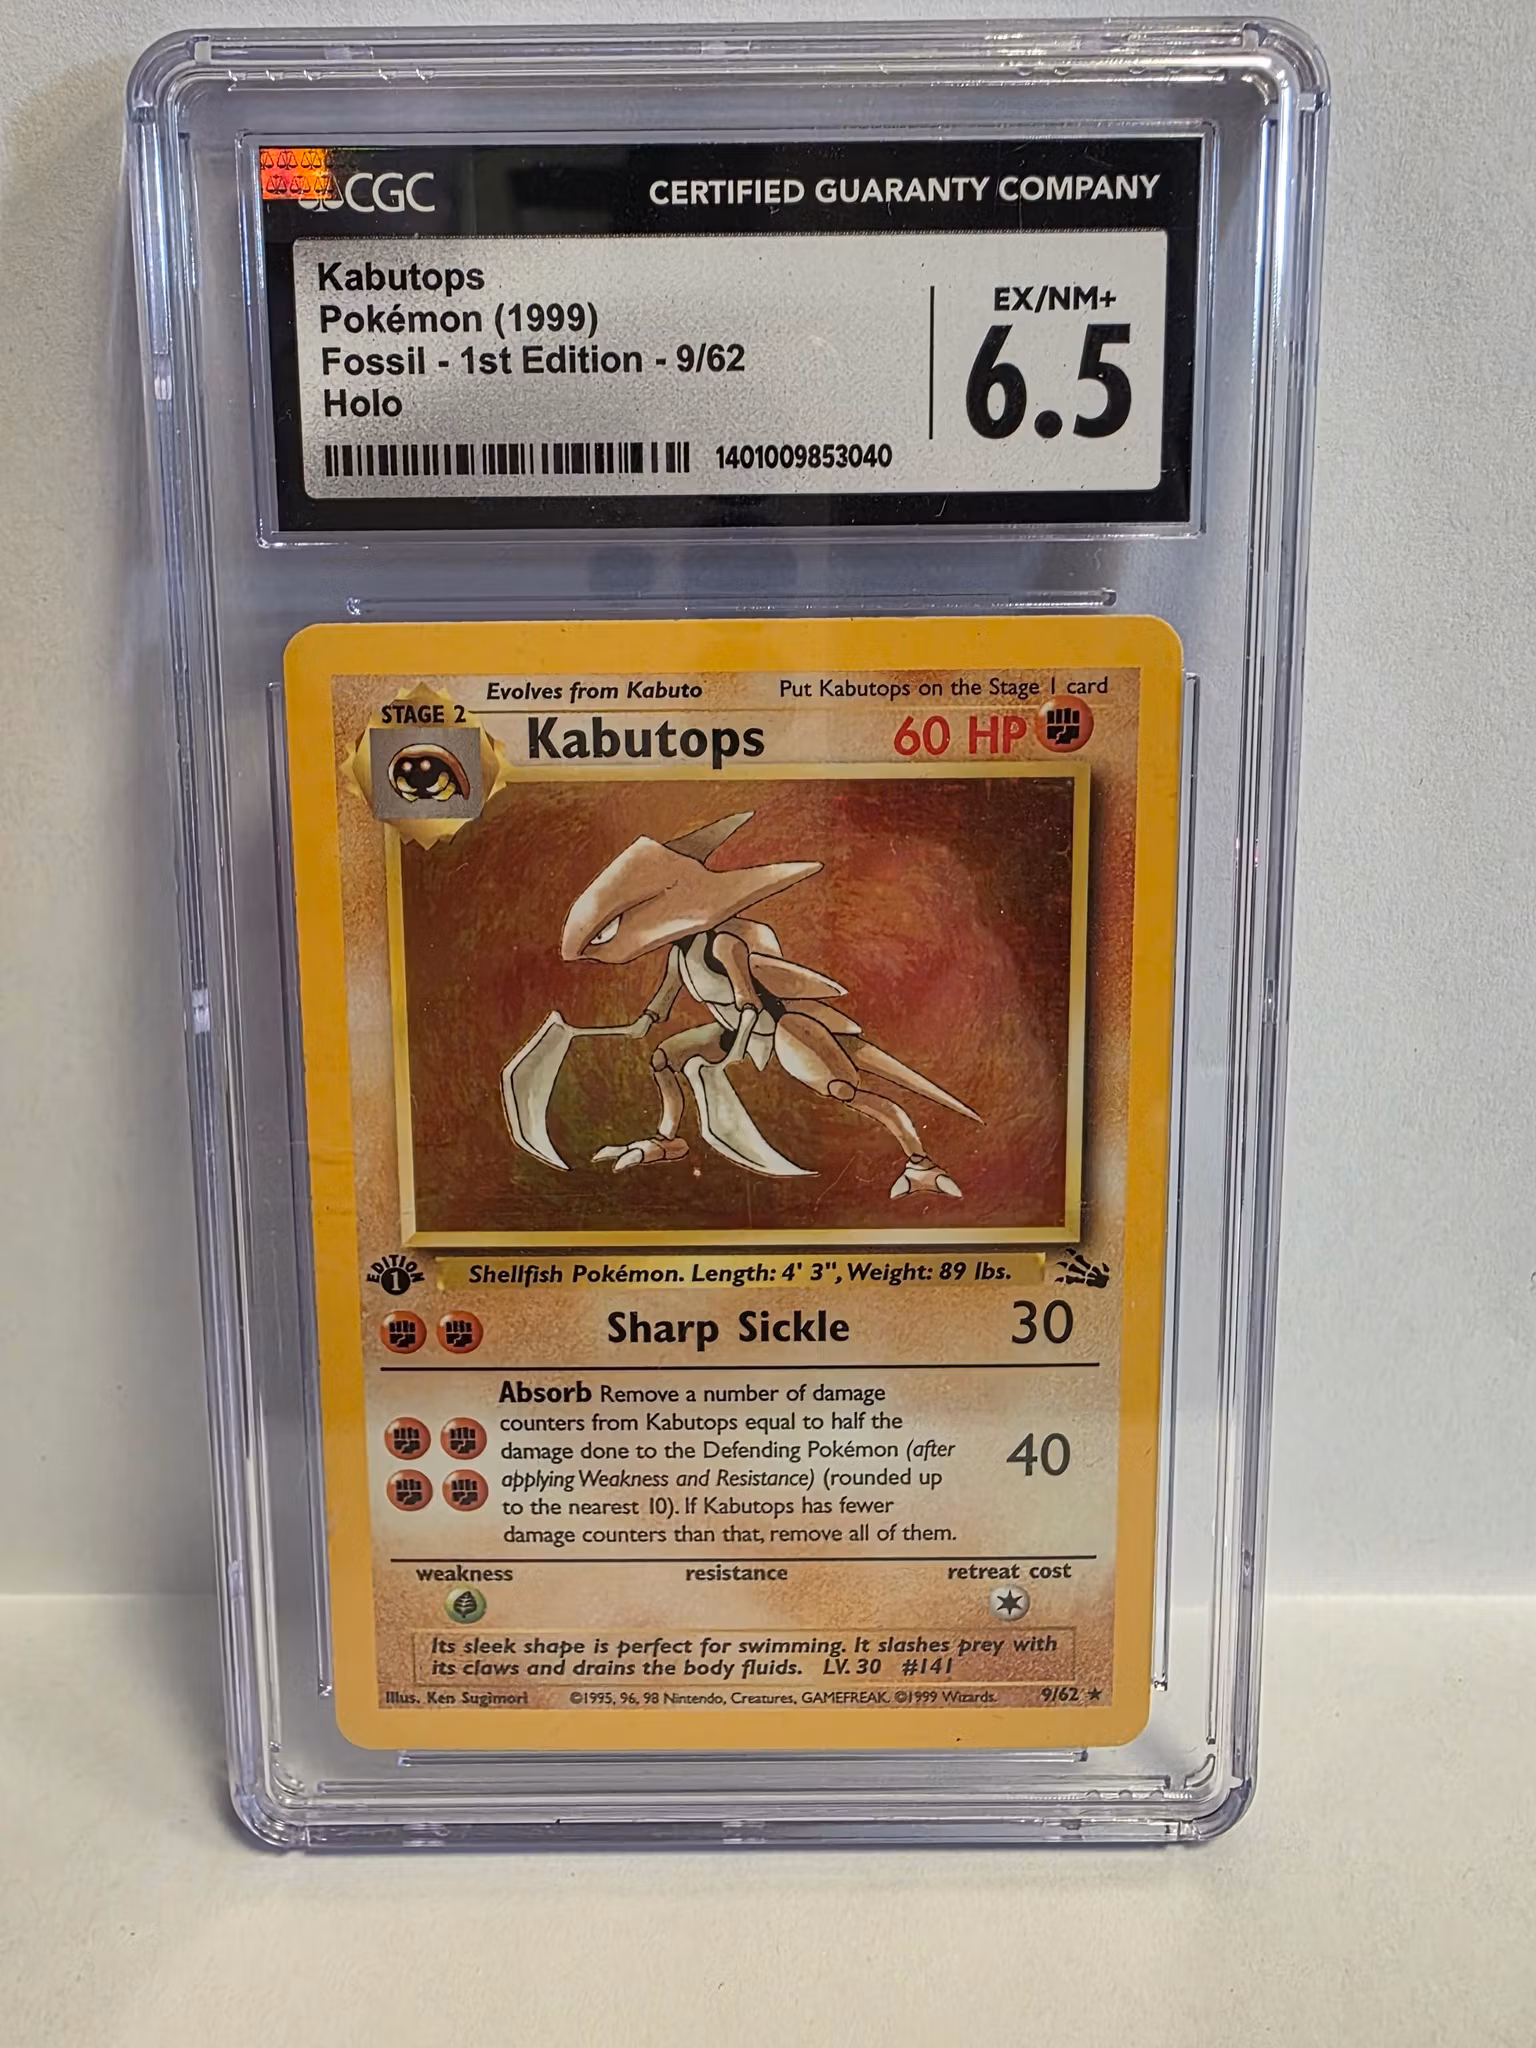 CGC CERTIFIED GUARANTY COMPANY
Kabutops
Pokémon (1999)
Fossil - 1st Edition - 9/62
Holo
1401009853040
EX/NM+
6.5
Evolves from Kabuto Put Kabutops on the Stage 1 card
STAGE 2
Kabutops 60 HP
EDITION
1
Shellfish Pokémon. Length: 4' 3", Weight: 89 lbs.
Sharp Sickle 30
Absorb Remove a number of damage
counters from Kabutops equal to half the
damage done to the Defending Pokémon (after
applying Weakness and Resistance) (rounded up
to the nearest 10). If Kabutops has fewer
damage counters than that, remove all of them.
40
weakness resistance retreat cost
Its sleek shape is perfect for swimming. It slashes prey with
its claws and drains the body fluids. LV. 30 #141
Illus. Ken Sugimori ©1995, 96, 98 Nintendo, Creatures, GAMEFREAK. ©1999 Wizards. 9/62 ★